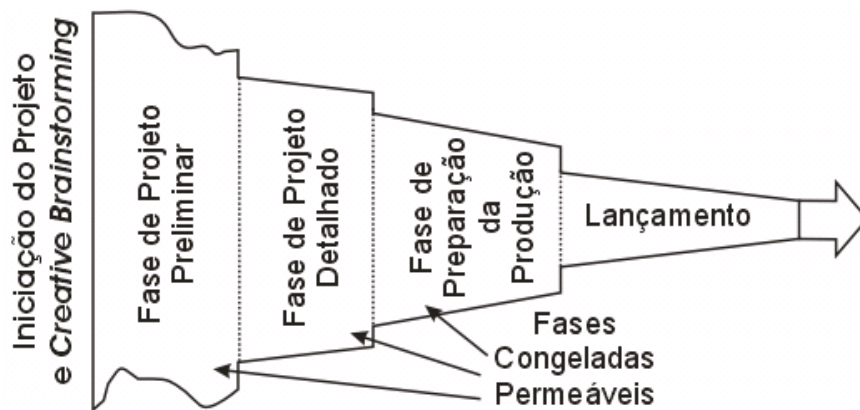 Iniciação do Projeto
e Creative Brainstorming
Fase de Projeto
Preliminar
Fase de Projeto
Detalhado
Fase de
Preparação
da
Produção
Lançamento
Fases
Congeladas
Permeáveis